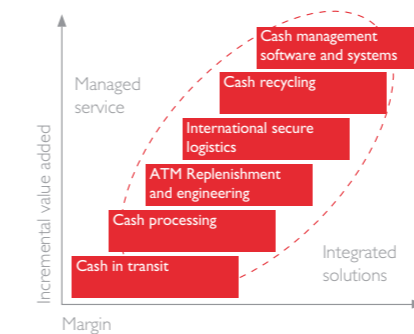 Cash management
software and systems
Managed
service
Cash recycling
International secure
logistics
ATM Replenishment
and engineering
Cash processing
Integrated
solutions
Cash in transit
Incremental value added
Margin